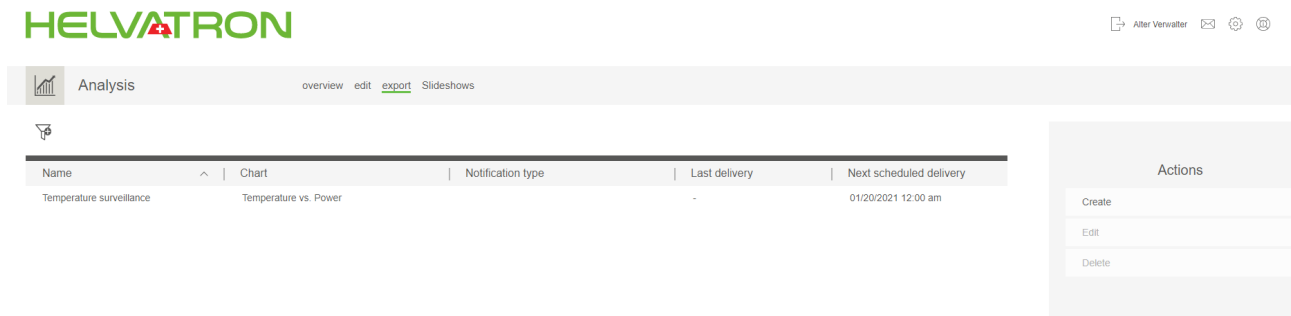 HELVATRON
Alter Verwalter
Analysis overview edit export Slideshows
Name Chart Notification type Last delivery Next scheduled delivery
Temperature surveillance Temperature vs. Power - 01/20/2021 12:00 am
Actions
Create
Edit
Delete